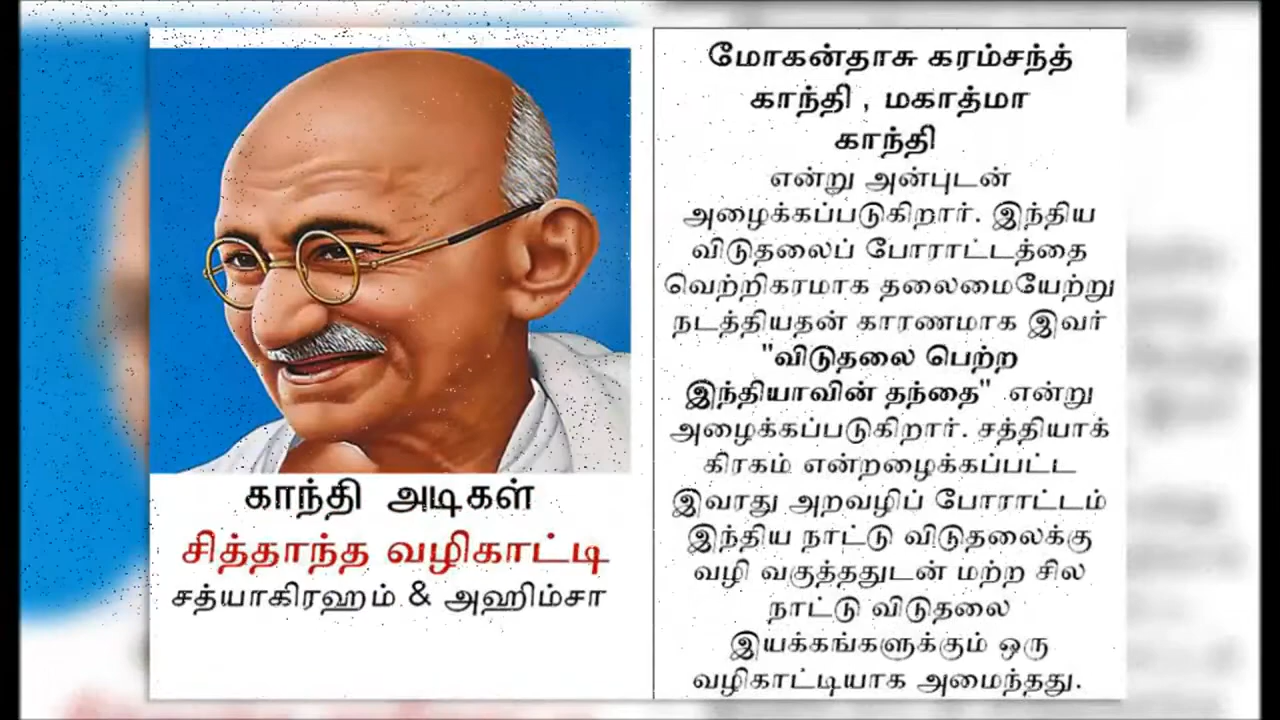 காந்தி அடிகள்
சித்தாந்த வழிகாட்டி
சத்யாகிரஹம் & அஹிம்சா
மோகன்தாசு கரம்சந்த்
காந்தி , மகாத்மா
காந்தி
என்று அன்புடன்
அழைக்கப்படுகிறார். இந்திய
விடுதலைப் போராட்டத்தை
வெற்றிகரமாக தலைமையேற்று
நடத்தியதன் காரணமாக இவர்
"விடுதலை பெற்ற
இந்தியாவின் தந்தை" என்று
அழைக்கப்படுகிறார். சத்தியாக்
கிரகம் என்றழைக்கப்பட்ட
இவரது அறவழிப் போராட்டம்
இந்திய நாட்டு விடுதலைக்கு
வழி வகுத்ததுடன் மற்ற சில
நாட்டு விடுதலை
இயக்கங்களுக்கும் ஒரு
வழிகாட்டியாக அமைந்தது.